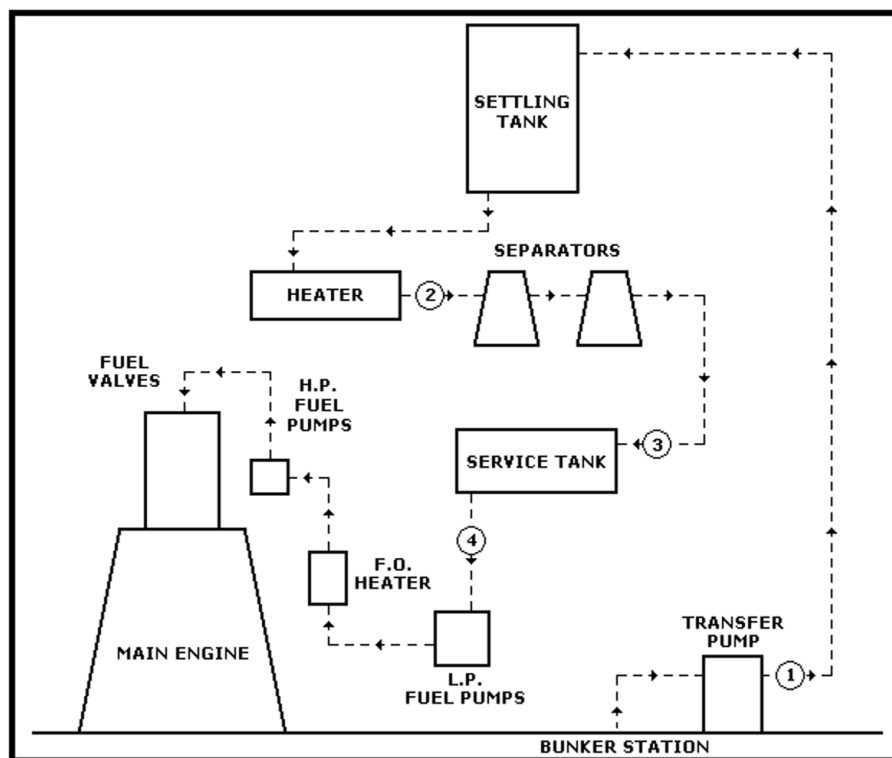 SETTLING
TANK
SEPARATORS
HEATER
2
FUEL
VALVES
H.P.
FUEL
PUMPS
3
SERVICE TANK
4
F.O.
HEATER
MAIN ENGINE
L.P.
FUEL PUMPS
TRANSFER
PUMP
1
BUNKER STATION